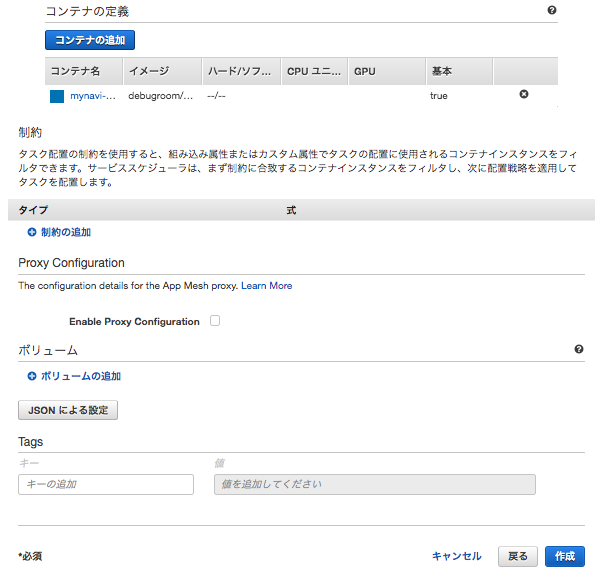 コンテナの定義
コンテナの追加
コンテナ名 イメージ ハード/ソフ... CPU ユニ... GPU 基本
mynavi-... debugroom/... --/-- true
制約
タスク配置の制約を使用すると、組み込み属性またはカスタム属性でタスクの配置に使用されるコンテナインスタンスをフィ
ルタできます。サービススケジューラは、まず制約に合致するコンテナインスタンスをフィルタし、次に配置戦略を適用して
タスクを配置します。
タイプ 式
制約の追加
Proxy Configuration
The configuration details for the App Mesh proxy. Learn More
Enable Proxy Configuration
ボリューム
ボリュームの追加
JSON による設定
Tags
キー 値
キーの追加 値を追加してください
*必須 キャンセル 戻る 作成